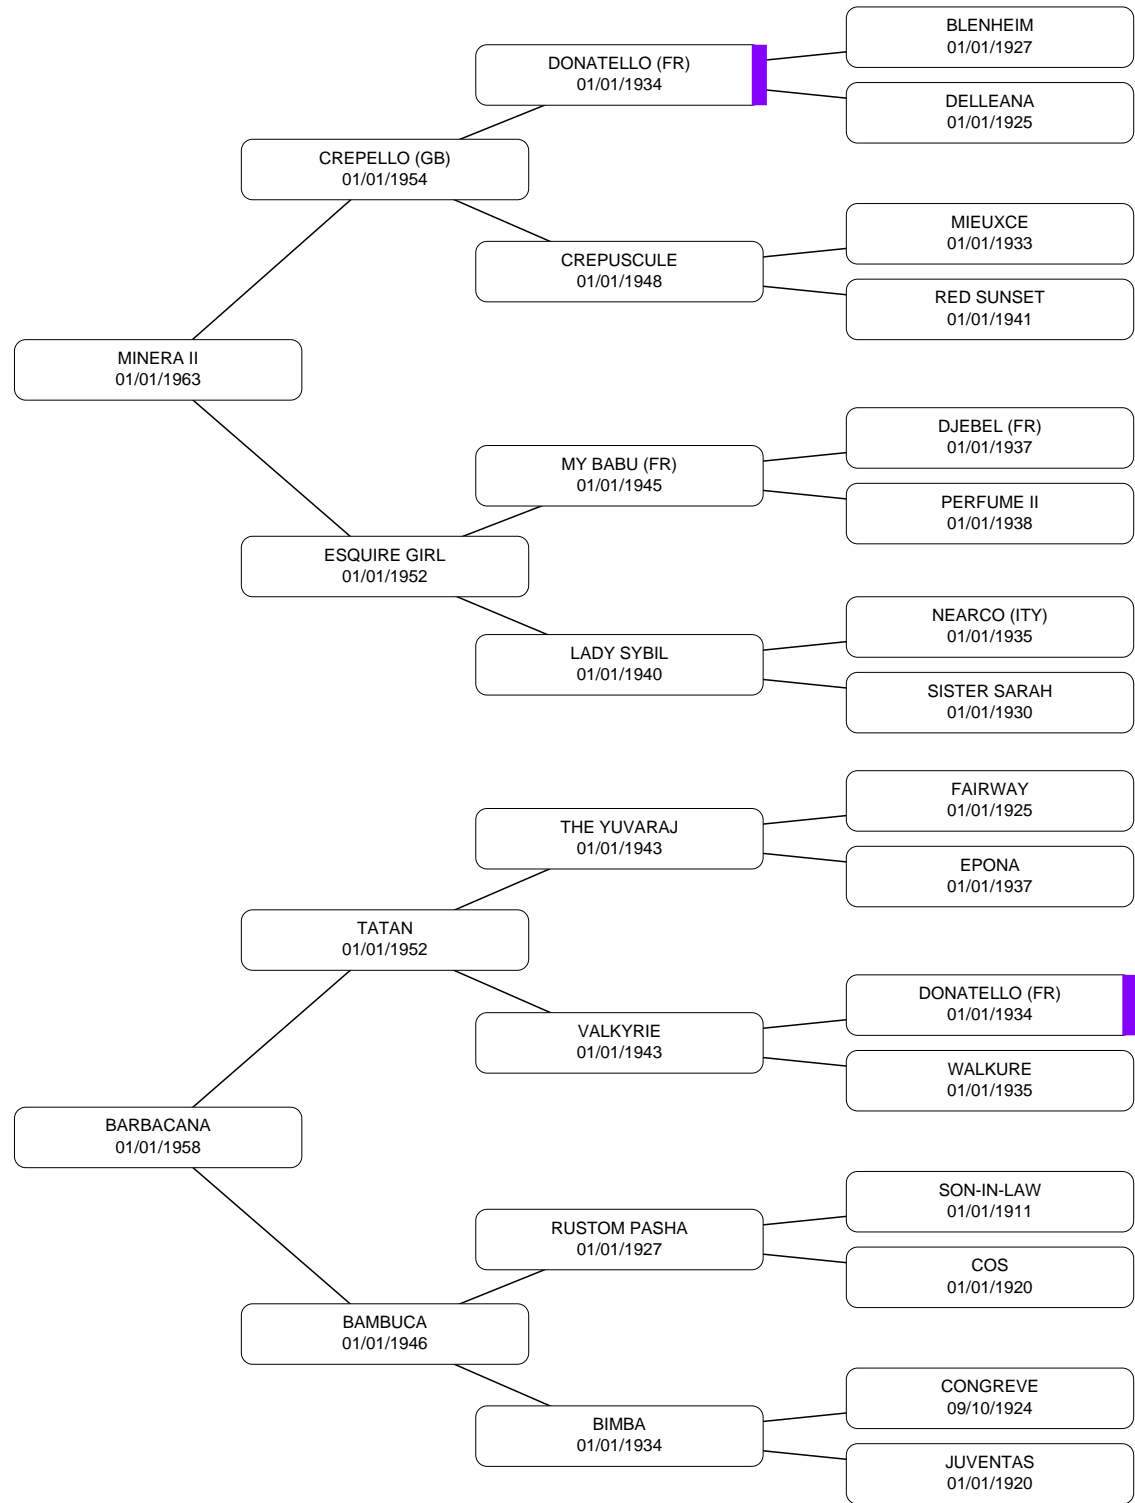 BLENHEIM
01/01/1927
DONATELLO (FR)
01/01/1934
DELLEANA
01/01/1925
CREPELLO (GB)
01/01/1954
MIEUXCE
01/01/1933
CREPUSCULE
01/01/1948
RED SUNSET
01/01/1941
MINERA II
01/01/1963
DJEBEL (FR)
01/01/1937
MY BABU (FR)
01/01/1945
PERFUME II
01/01/1938
ESQUIRE GIRL
01/01/1952
NEARCO (ITY)
01/01/1935
LADY SYBIL
01/01/1940
SISTER SARAH
01/01/1930
FAIRWAY
01/01/1925
THE YUVARAJ
01/01/1943
EPONA
01/01/1937
TATAN
01/01/1952
DONATELLO (FR)
01/01/1934
VALKYRIE
01/01/1943
WALKURE
01/01/1935
BARBACANA
01/01/1958
SON-IN-LAW
01/01/1911
RUSTOM PASHA
01/01/1927
COS
01/01/1920
BAMBUCA
01/01/1946
CONGREVE
09/10/1924
BIMBA
01/01/1934
JUVENTAS
01/01/1920